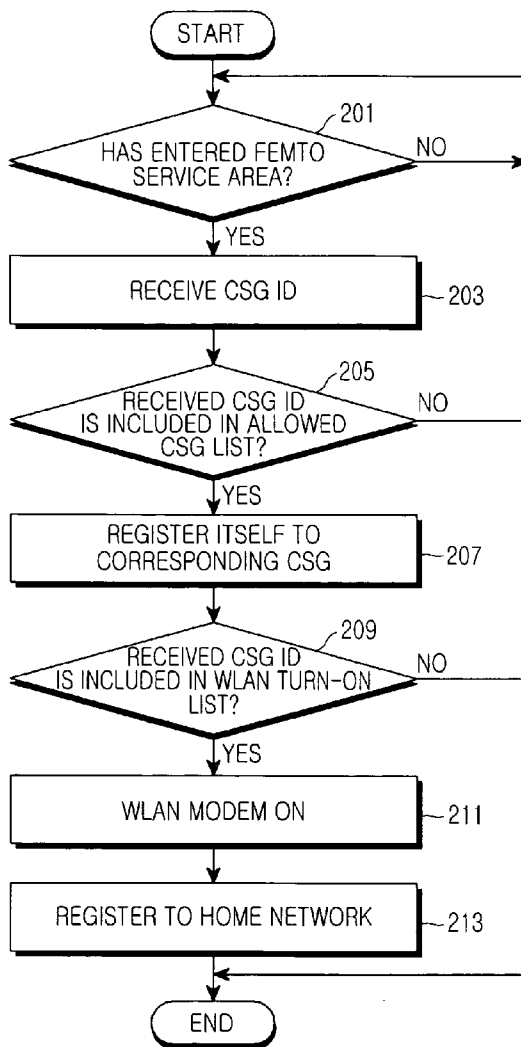 START
201
HAS ENTERED FEMTO
SERVICE AREA?
NO
YES
RECEIVE CSG ID
203
205
RECEIVED CSG ID
IS INCLUDED IN ALLOWED
CSG LIST?
NO
YES
REGISTER ITSELF TO
CORRESPONDING CSG
207
209
RECEIVED CSG ID
IS INCLUDED IN WLAN TURN-ON
LIST?
NO
YES
WLAN MODEM ON
211
REGISTER TO HOME NETWORK
213
END